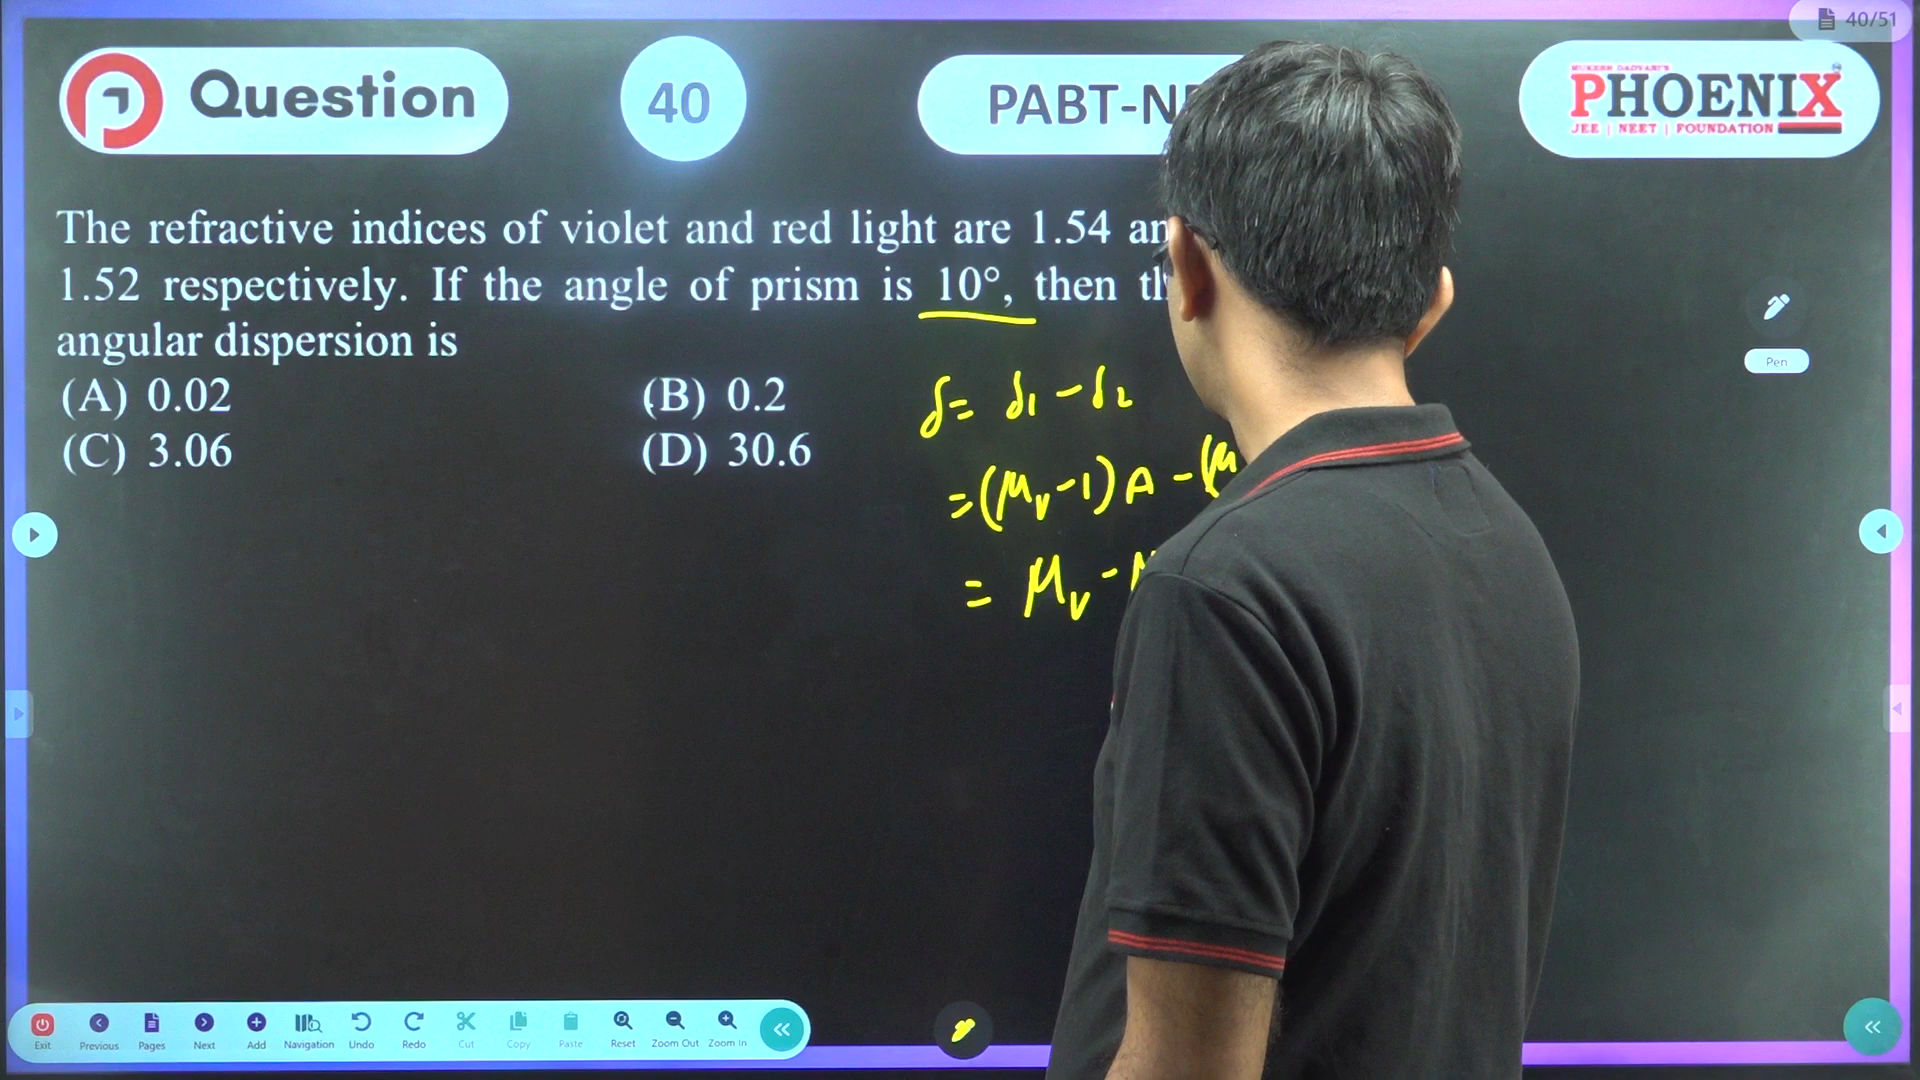 40/51
Question
40
PABT-N
MUKESH DADWANI'S
PHOENIX
JEE | NEET | FOUNDATION
The refractive indices of violet and red light are 1.54 an
1.52 respectively. If the angle of prism is 10°, then th
angular dispersion is
(A) 0.02
(B) 0.2
(C) 3.06
(D) 30.6
δ = δ1 - δ2
= (μv - 1) A - (μ
= μv - μ
Pen
Exit
Previous
Pages
Next
Add
Navigation
Undo
Redo
Cut
Copy
Paste
Reset
Zoom Out
Zoom In